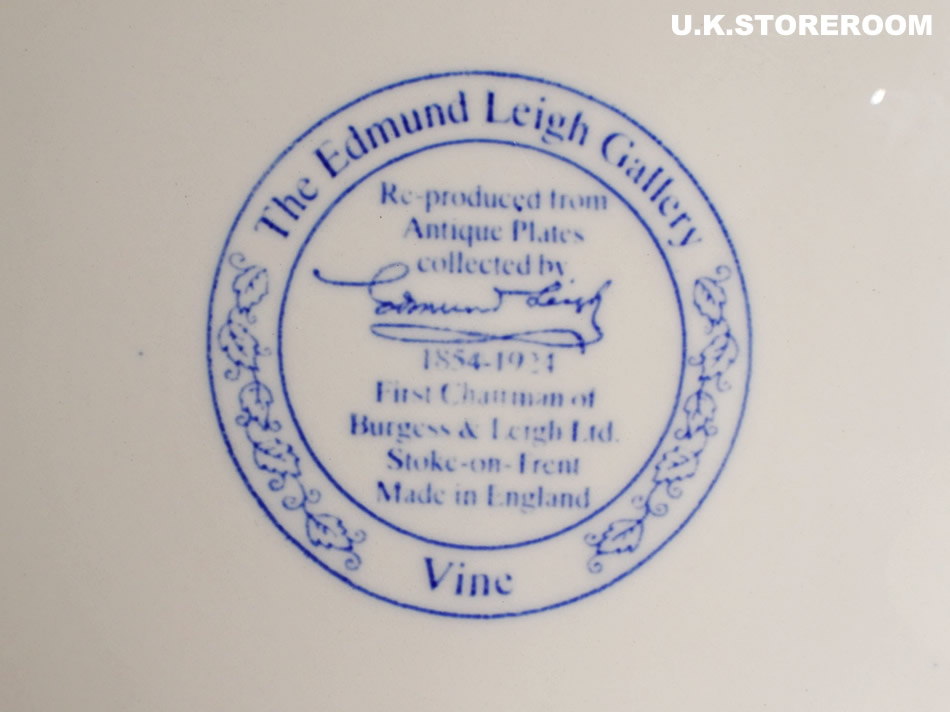 U.K.STOREROOM
The Edmund Leigh Gallery
Re-produced from
Antique Plates
collected by
Edmund Leigh
1854-1924
First Chairman of
Burgess & Leigh Ltd.
Stoke-on-Trent
Made in England
Vine